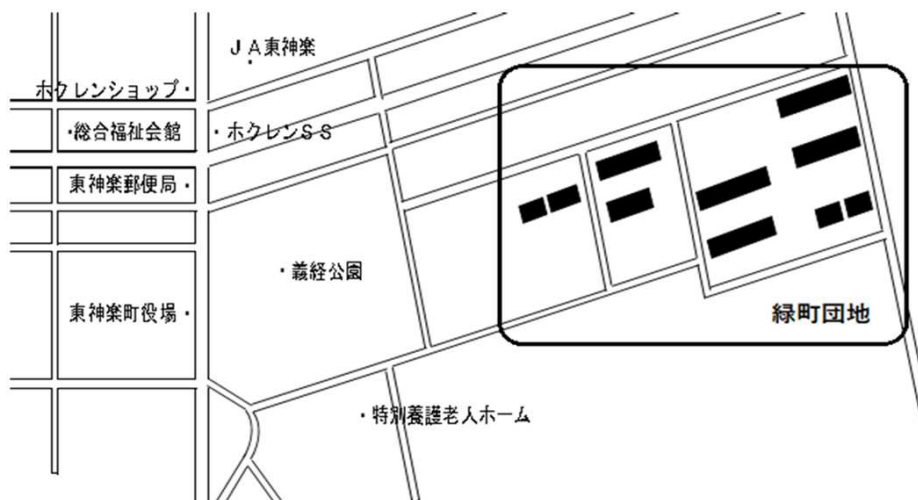 ＪＡ東神楽
ホクレンショップ
総合福祉会館
ホクレンＳＳ
東神楽郵便局
義経公園
東神楽町役場
緑町団地
特別養護老人ホーム